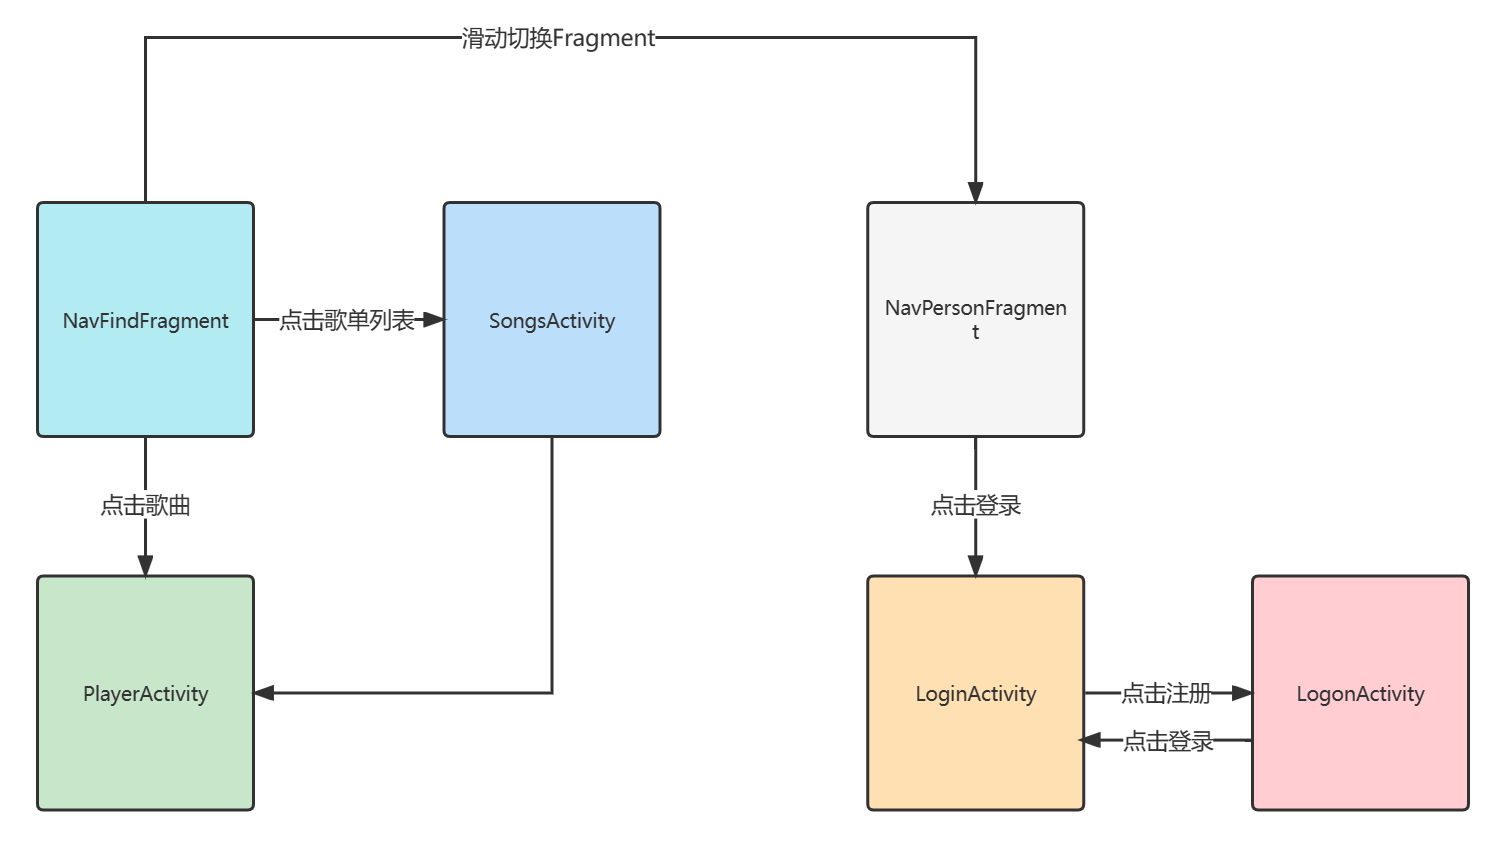 滑动切换Fragment
NavFindFragment
点击歌单列表
SongsActivity
NavPersonFragmen
t
点击歌曲
点击登录
PlayerActivity
LoginActivity
点击注册
LogonActivity
点击登录